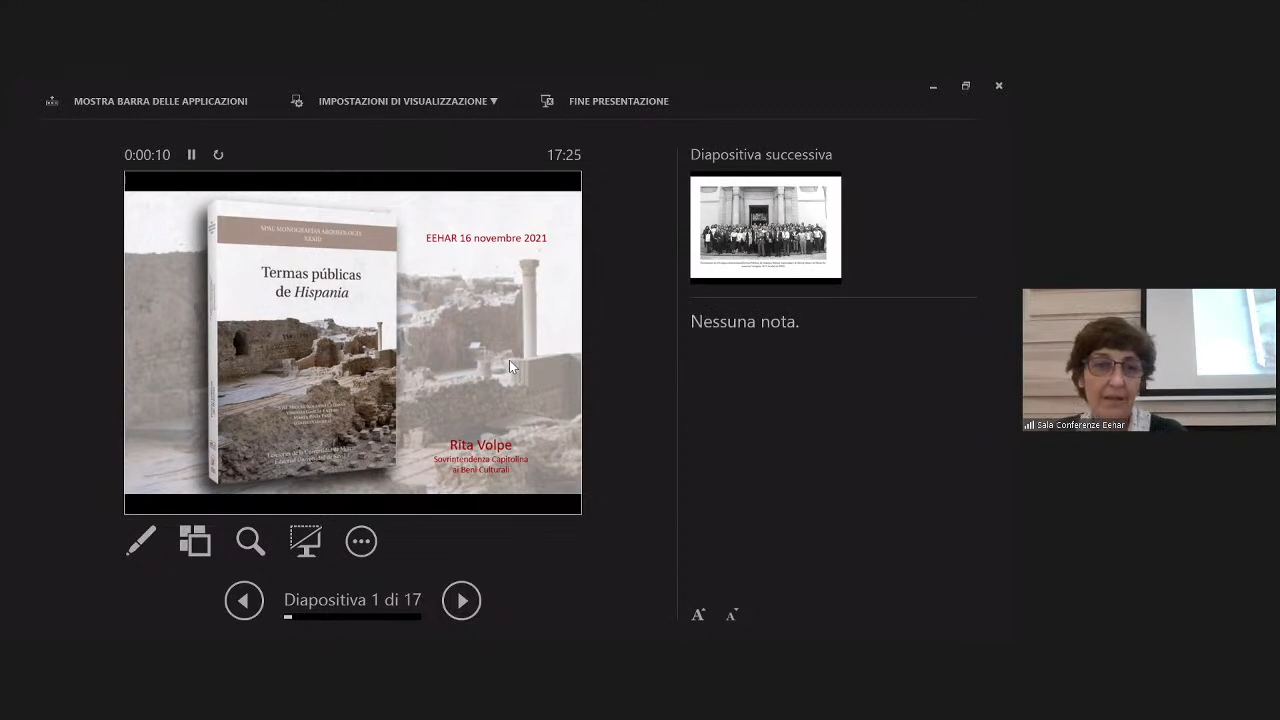 MOSTRA BARRA DELLE APPLICAZIONI
IMPOSTAZIONI DI VISUALIZZAZIONE ▼
FINE PRESENTAZIONE
0:00:10
17:25
SPAL MONOGRAFÍAS ARQUEOLOGÍA
Termas públicas
de Hispania
EEHAR 16 novembre 2021
Rita Volpe
Sovrintendenza Capitolina
ai Beni Culturali
Diapositiva 1 di 17
Diapositiva successiva
Nessuna nota.
A A
Sala Conferenze Eehar